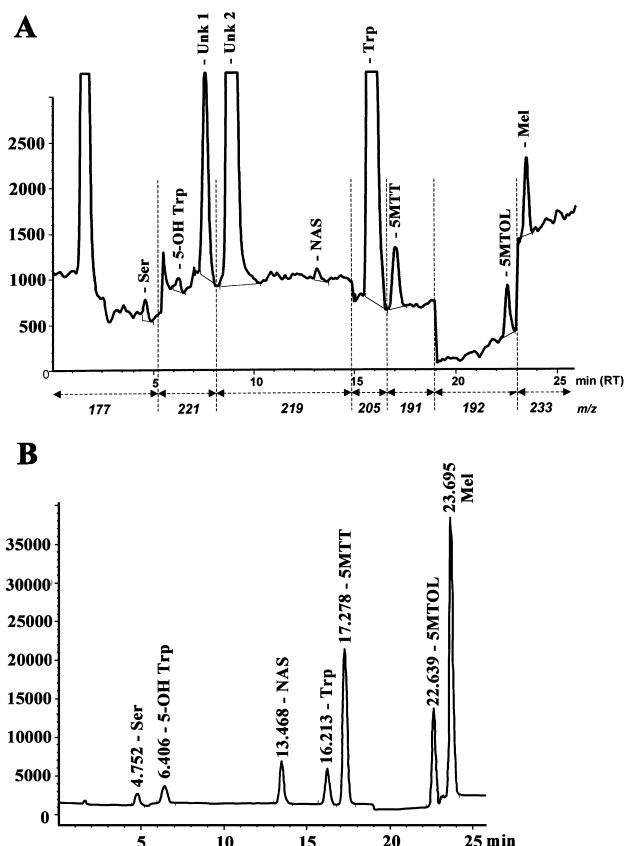 A
- Unk 1
- Unk 2
- Trp
- Mel
- Ser
- 5-OH Trp
- NAS
- 5MTT
- 5MTOL
2500
2000
1500
1000
500
0
5 10 15 20 25 min (RT)
177 221 219 205 191 192 233 m/z
B
4.752 - Ser
6.406 - 5-OH Trp
13.468 - NAS
16.213 - Trp
17.278 - 5MTT
22.639 - 5MTOL
23.695
Mel
35000
30000
25000
20000
15000
10000
5000
0
5 10 15 20 25 min